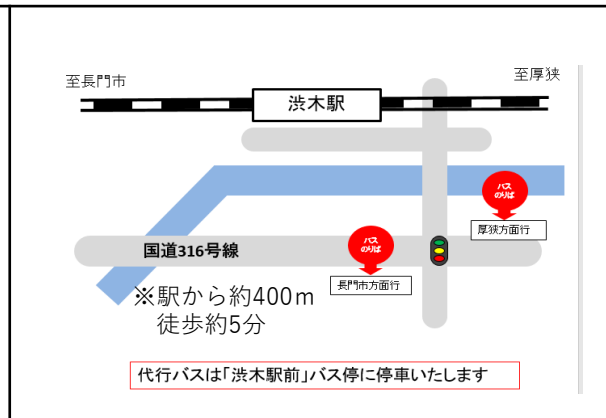 至長門市
至厚狭
渋木駅
バス
のりば
厚狭方面行
バス
のりば
国道316号線
長門市方面行
※駅から約400m
徒歩約5分
代行バスは「渋木駅前」バス停に停車いたします